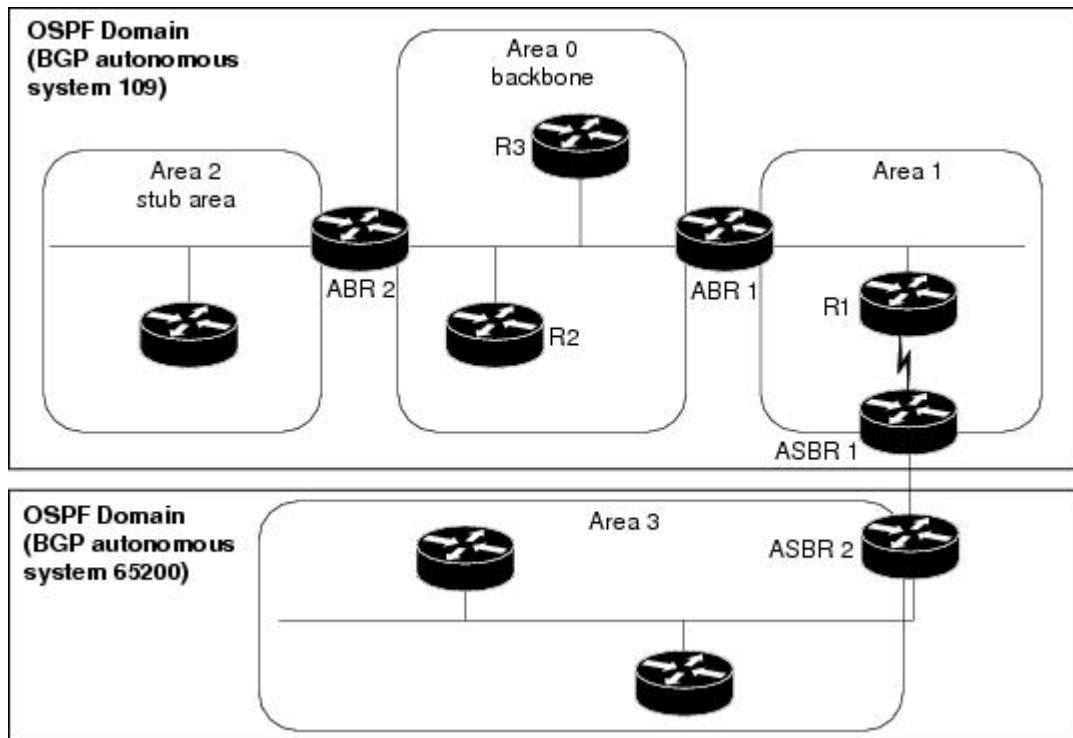 OSPF Domain
(BGP autonomous
system 109)
Area 0
backbone
R3
Area 2
stub area
Area 1
ABR 2
ABR 1
R2
R1
ASBR 1
OSPF Domain
(BGP autonomous
system 65200)
Area 3
ASBR 2